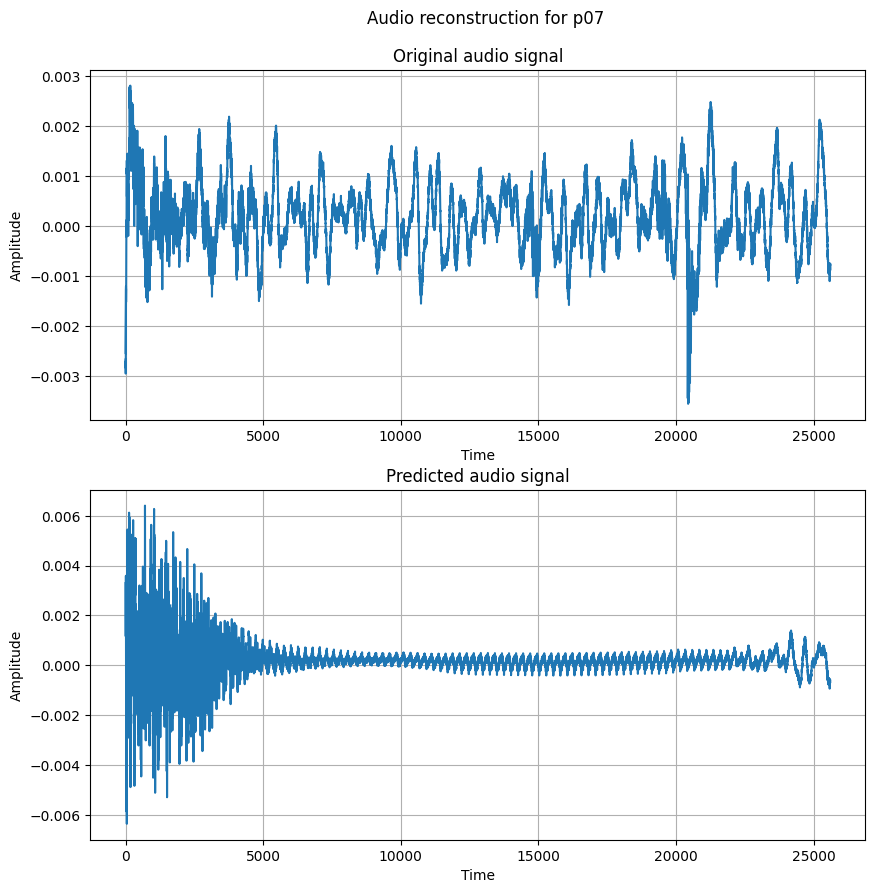 Audio reconstruction for p07
Original audio signal
0.003
0.002
0.001
0.000
−0.001
−0.002
−0.003
Amplitude
0 5000 10000 15000 20000 25000
Time
Predicted audio signal
0.006
0.004
0.002
0.000
−0.002
−0.004
−0.006
Amplitude
0 5000 10000 15000 20000 25000
Time